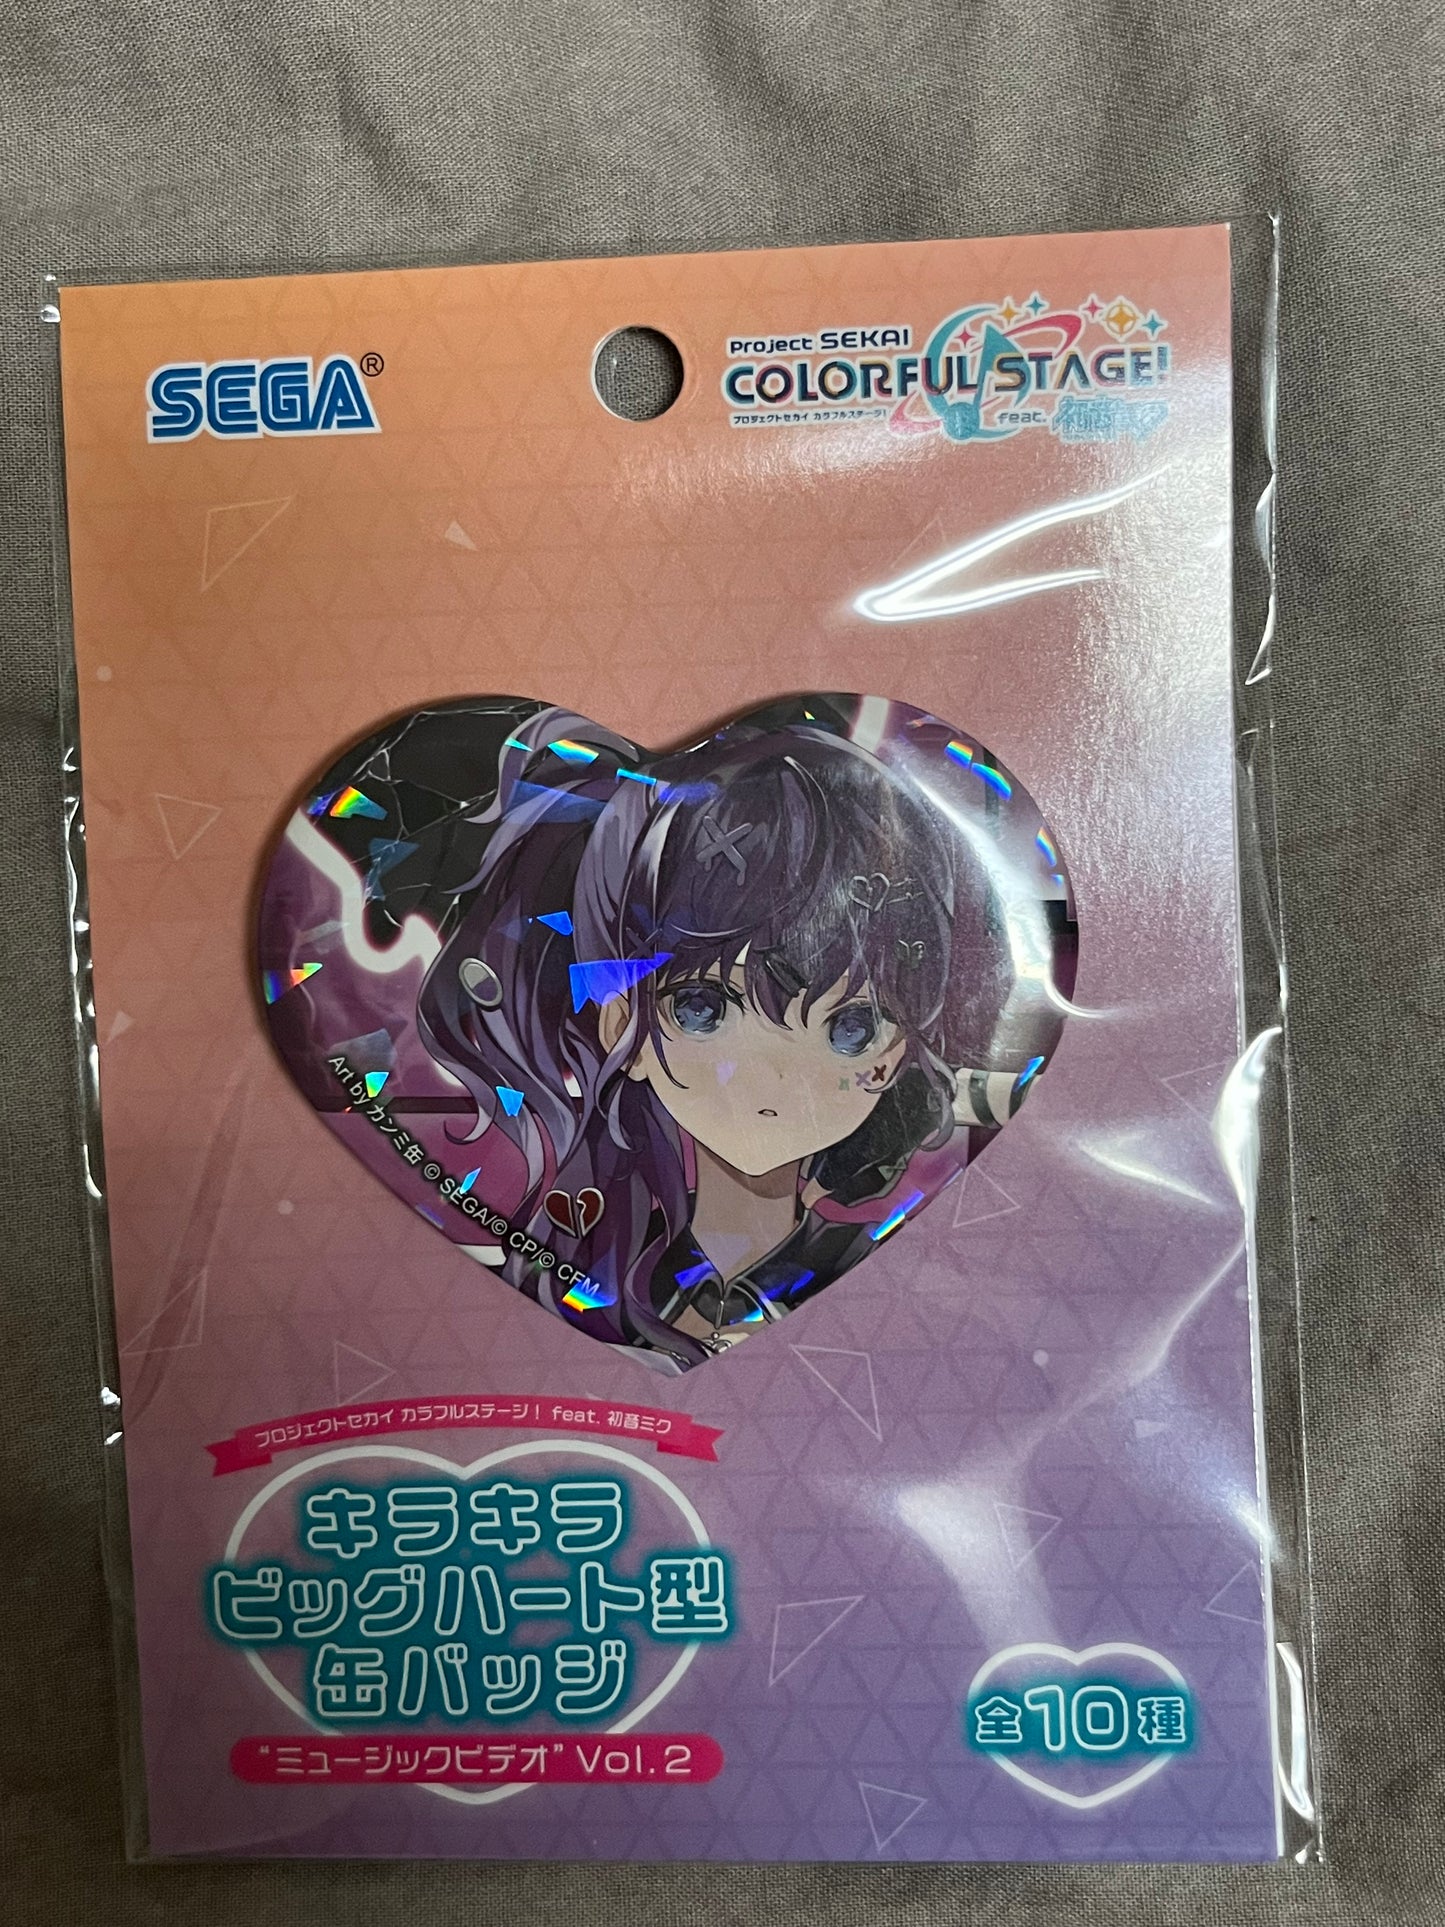 SEGA®
Project SEKAI
COLORFUL STAGE!
プロジェクトセカイ カラフルステージ!
feat. 初音ミク
Art by カンミ缶 © SEGA/© CP/© CFM
プロジェクトセカイ カラフルステージ! feat. 初音ミク
キラキラ
ビッグハート型
缶バッジ
"ミュージックビデオ" Vol.2
全10種